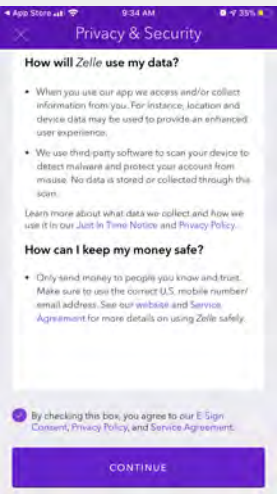 App Store 9:34 AM 35%
Privacy & Security
How will Zelle use my data?
• When you use our app we access and/or collect
information from you. For instance, location and
device data may be used to provide an enhanced
user experience.
• We use third-party software to scan your device to
detect malware and protect your account from
misuse. No data is stored or collected through this
scan.
Learn more about what data we collect and how we
use it in our Just In Time Notice and Privacy Policy.
How can I keep my money safe?
• Only send money to people you know and trust.
Make sure to use the correct U.S. mobile number/
email address. See our website and Service
Agreement for more details on using Zelle safely.
By checking this box, you agree to our E-Sign
Consent, Privacy Policy, and Service Agreement.
CONTINUE